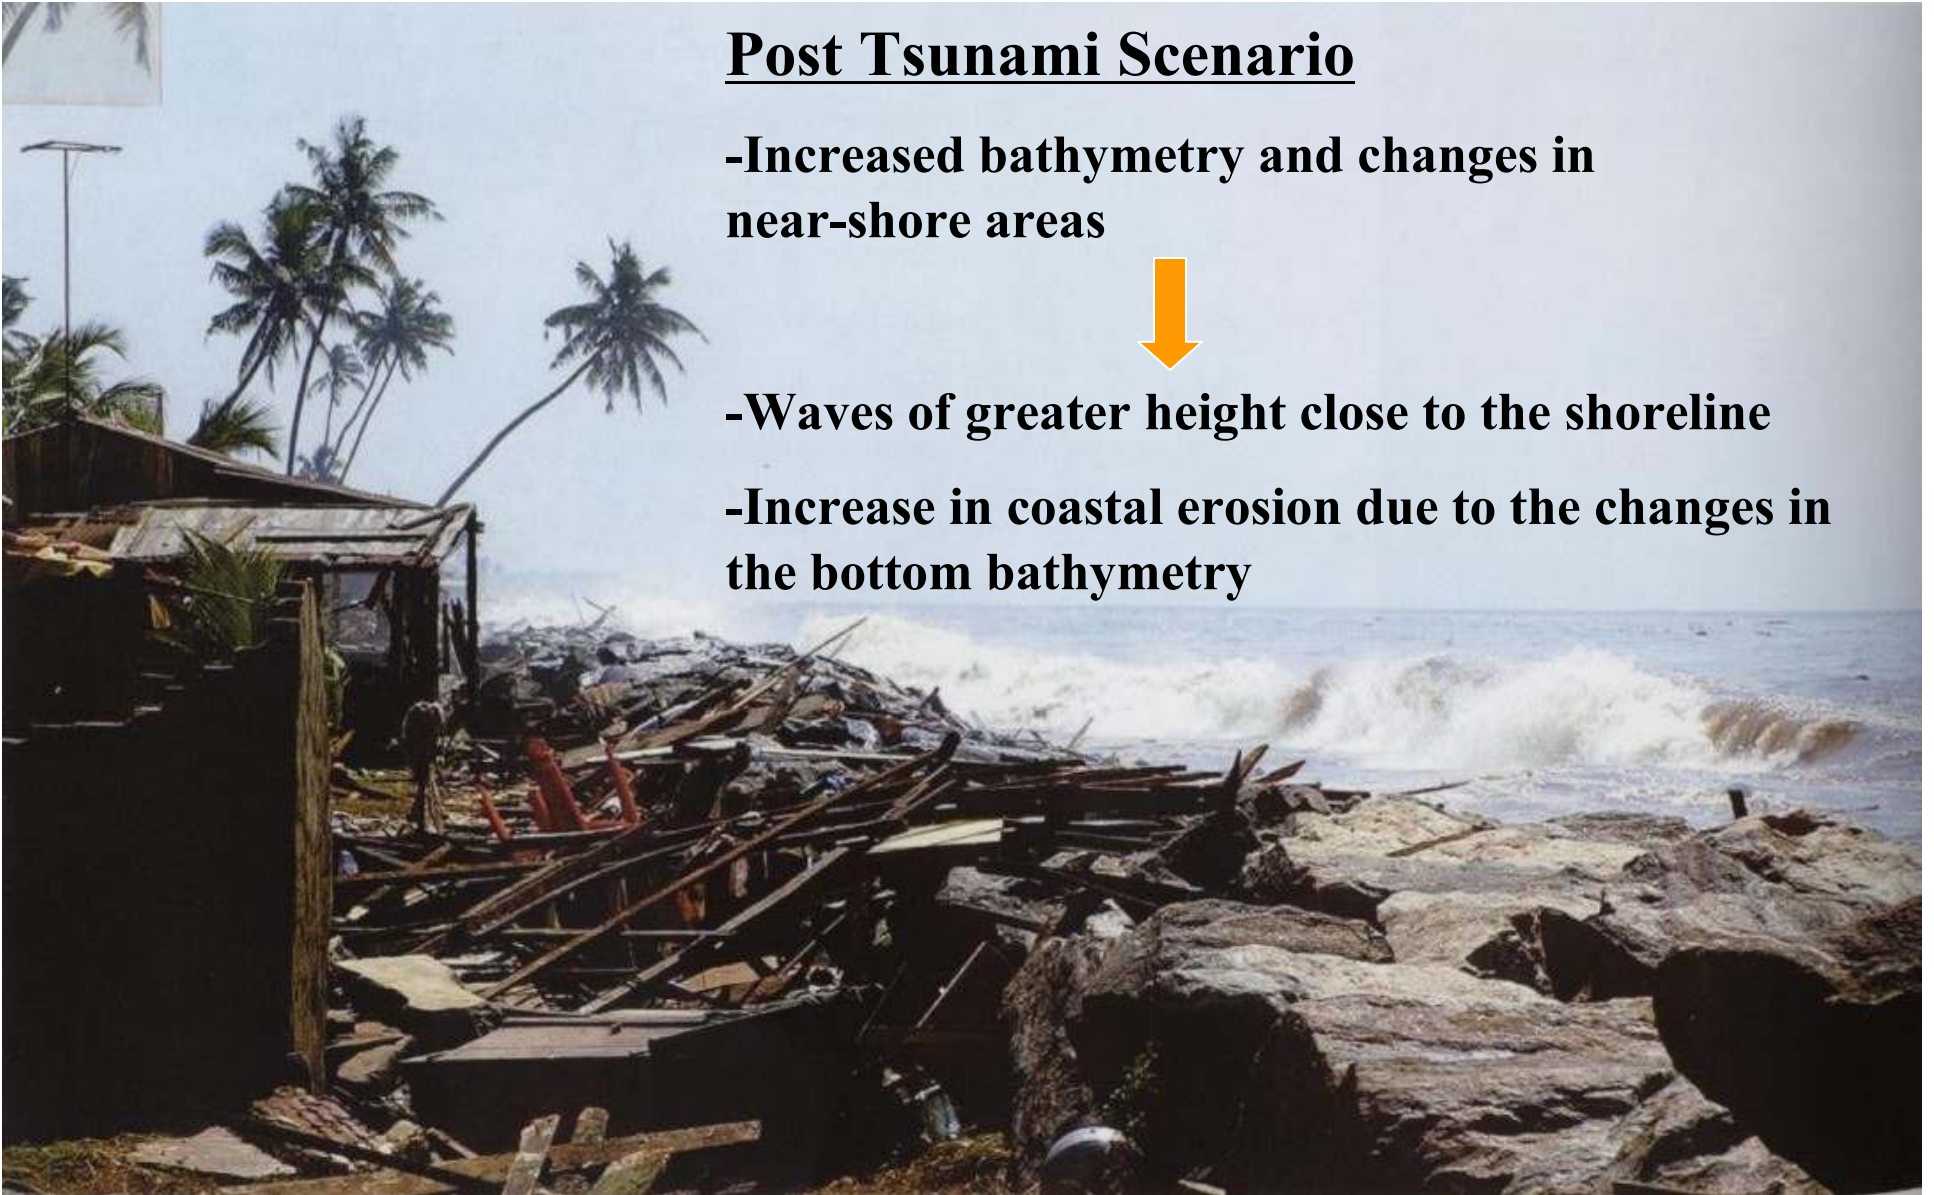 Post Tsunami Scenario
-Increased bathymetry and changes in
near-shore areas
-Waves of greater height close to the shoreline
-Increase in coastal erosion due to the changes in
the bottom bathymetry